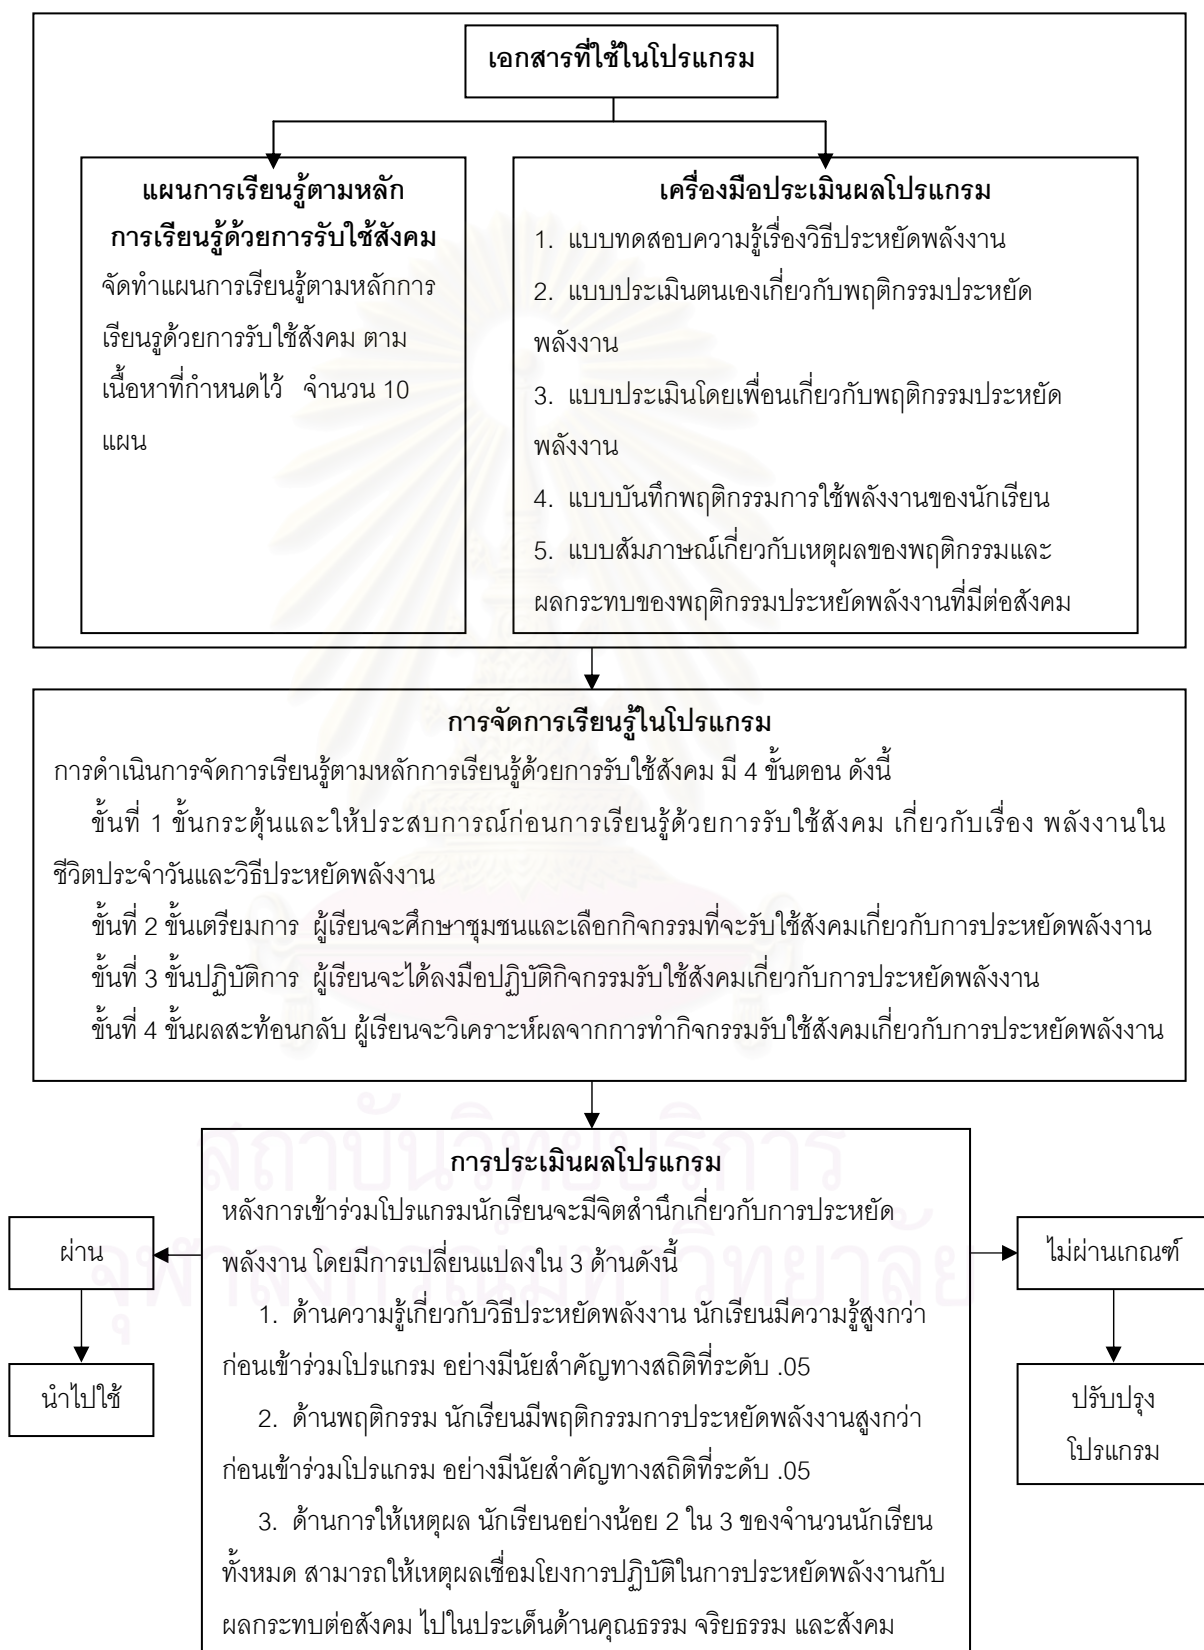 เอกสารที่ใช้ในโปรแกรม
แผนการเรียนรู้ตามหลัก
การเรียนรู้ด้วยการรับใช้สังคม
จัดทำแผนการเรียนรู้ตามหลักการ
เรียนรูด้วยการรับใช้สังคม ตาม
เนื้อหาที่กำหนดไว้ จำนวน 10
แผน
เครื่องมือประเมินผลโปรแกรม
1. แบบทดสอบความรู้เรื่องวิธีประหยัดพลังงาน
2. แบบประเมินตนเองเกี่ยวกับพฤติกรรมประหยัด
พลังงาน
3. แบบประเมินโดยเพื่อนเกี่ยวกับพฤติกรรมประหยัด
พลังงาน
4. แบบบันทึกพฤติกรรมการใช้พลังงานของนักเรียน
5. แบบสัมภาษณ์เกี่ยวกับเหตุผลของพฤติกรรมและ
ผลกระทบของพฤติกรรมประหยัดพลังงานที่มีต่อสังคม
การจัดการเรียนรู้ในโปรแกรม
การดำเนินการจัดการเรียนรู้ตามหลักการเรียนรู้ด้วยการรับใช้สังคม มี 4 ขั้นตอน ดังนี้
ขั้นที่ 1 ขั้นกระตุ้นและให้ประสบการณ์ก่อนการเรียนรู้ด้วยการรับใช้สังคม เกี่ยวกับเรื่อง พลังงานใน
ชีวิตประจำวันและวิธีประหยัดพลังงาน
ขั้นที่ 2 ขั้นเตรียมการ ผู้เรียนจะศึกษาชุมชนและเลือกกิจกรรมที่จะรับใช้สังคมเกี่ยวกับการประหยัดพลังงาน
ขั้นที่ 3 ขั้นปฏิบัติการ ผู้เรียนจะได้ลงมือปฏิบัติกิจกรรมรับใช้สังคมเกี่ยวกับการประหยัดพลังงาน
ขั้นที่ 4 ขั้นผลสะท้อนกลับ ผู้เรียนจะวิเคราะห์ผลจากการทำกิจกรรมรับใช้สังคมเกี่ยวกับการประหยัดพลังงาน
สถาบันวิทยบริการ
จุฬาลงกรณ์มหาวิทยาลัย
การประเมินผลโปรแกรม
หลังการเข้าร่วมโปรแกรมนักเรียนจะมีจิตสำนึกเกี่ยวกับการประหยัด
พลังงาน โดยมีการเปลี่ยนแปลงใน 3 ด้านดังนี้
1. ด้านความรู้เกี่ยวกับวิธีประหยัดพลังงาน นักเรียนมีความรู้สูงกว่า
ก่อนเข้าร่วมโปรแกรม อย่างมีนัยสำคัญทางสถิติที่ระดับ .05
2. ด้านพฤติกรรม นักเรียนมีพฤติกรรมการประหยัดพลังงานสูงกว่า
ก่อนเข้าร่วมโปรแกรม อย่างมีนัยสำคัญทางสถิติที่ระดับ .05
3. ด้านการให้เหตุผล นักเรียนอย่างน้อย 2 ใน 3 ของจำนวนนักเรียน
ทั้งหมด สามารถให้เหตุผลเชื่อมโยงการปฏิบัติในการประหยัดพลังงานกับ
ผลกระทบต่อสังคม ไปในประเด็นด้านคุณธรรม จริยธรรม และสังคม
ผ่าน
นำไปใช้
ไม่ผ่านเกณฑ์
ปรับปรุง
โปรแกรม